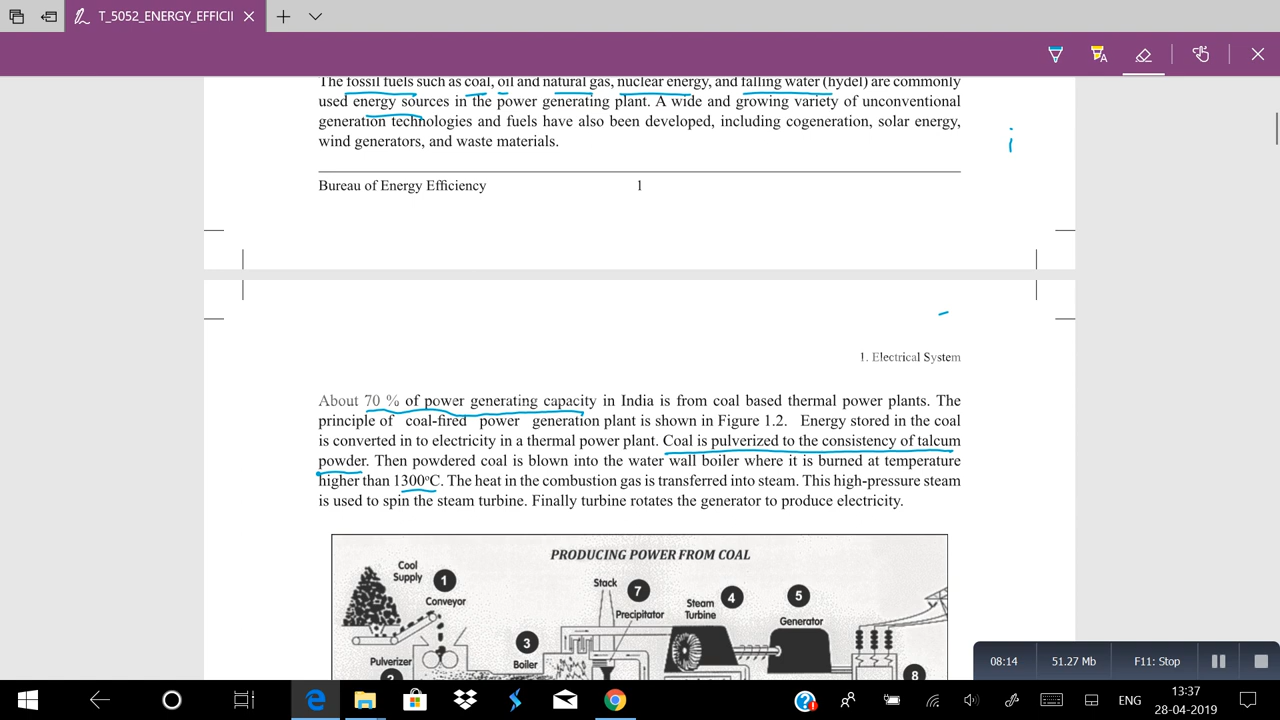 T_5052_ENERGY_EFFICII
The fossil fuels such as coal, oil and natural gas, nuclear energy, and falling water (hydel) are commonly
used energy sources in the power generating plant. A wide and growing variety of unconventional
generation technologies and fuels have also been developed, including cogeneration, solar energy,
wind generators, and waste materials.
Bureau of Energy Efficiency 1
1. Electrical System
About 70 % of power generating capacity in India is from coal based thermal power plants. The
principle of coal-fired power generation plant is shown in Figure 1.2. Energy stored in the coal
is converted in to electricity in a thermal power plant. Coal is pulverized to the consistency of talcum
powder. Then powdered coal is blown into the water wall boiler where it is burned at temperature
higher than 1300°C. The heat in the combustion gas is transferred into steam. This high-pressure steam
is used to spin the steam turbine. Finally turbine rotates the generator to produce electricity.
PRODUCING POWER FROM COAL
Cool
Supply
1
Conveyor
Stack
7
Precipitator
Steam
Turbine
4
5
Generator
3
Boiler
Pulverizer
2
8
08:14 51.27 Mb F11: Stop
ENG
13:37
28-04-2019